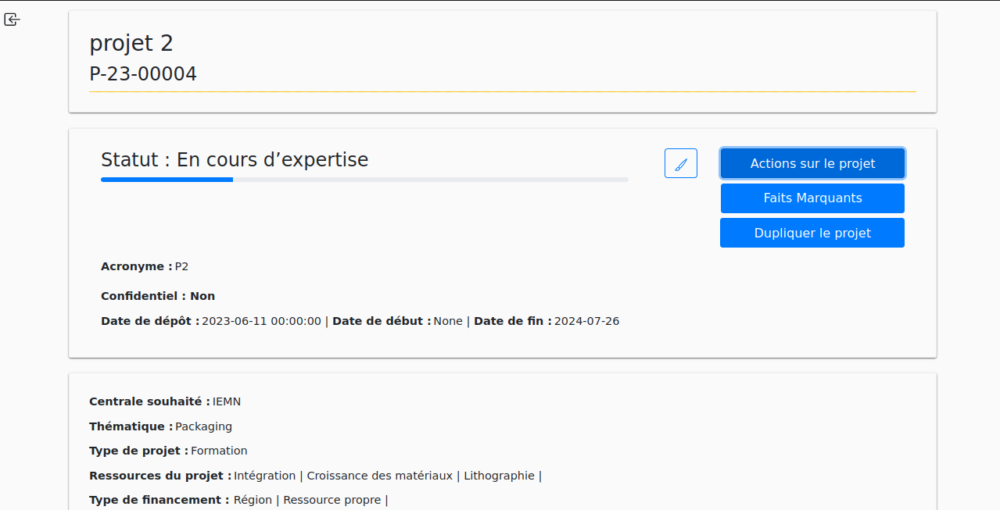 projet 2
P-23-00004
Statut : En cours d’expertise
Actions sur le projet
Faits Marquants
Dupliquer le projet
Acronyme : P2
Confidentiel : Non
Date de dépôt : 2023-06-11 00:00:00 | Date de début : None | Date de fin : 2024-07-26
Centrale souhaité : IEMN
Thématique : Packaging
Type de projet : Formation
Ressources du projet : Intégration | Croissance des matériaux | Lithographie |
Type de financement : Région | Ressource propre |